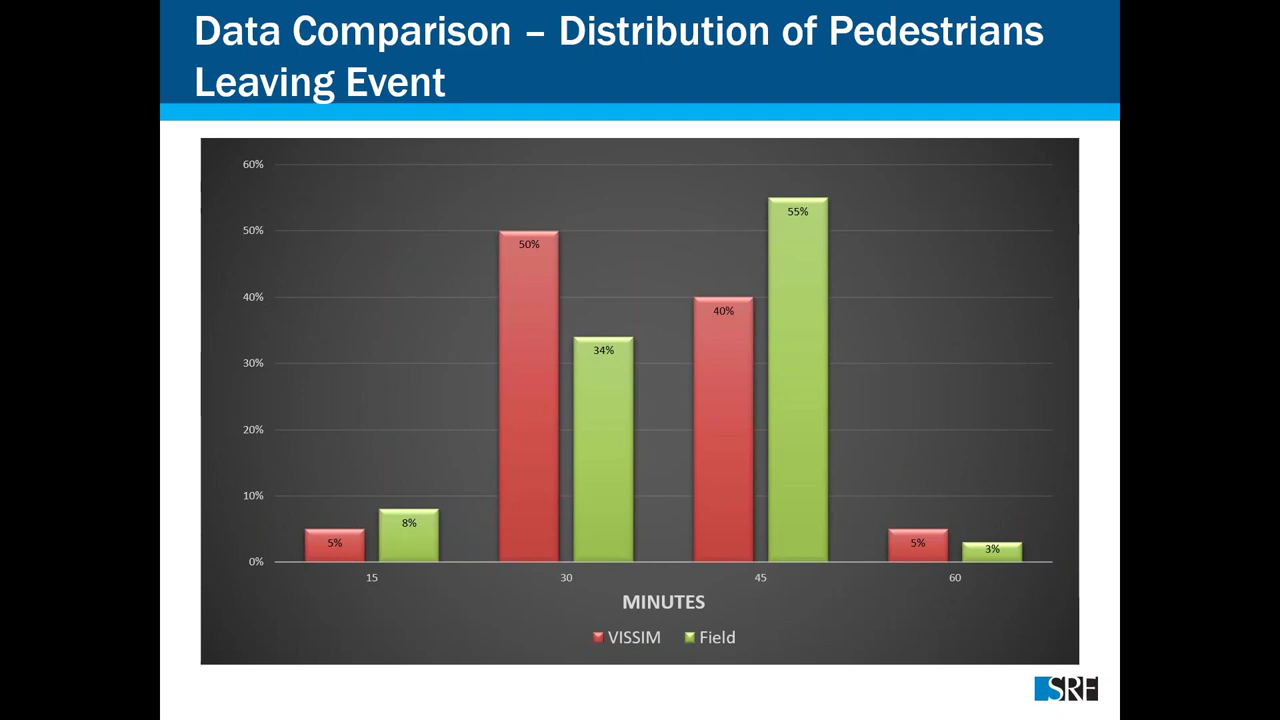 Data Comparison – Distribution of Pedestrians
Leaving Event
60%
50%
40%
30%
20%
10%
0%
5%
8%
50%
34%
40%
55%
5%
3%
15 30 45 60
MINUTES
VISSIM Field
SRF